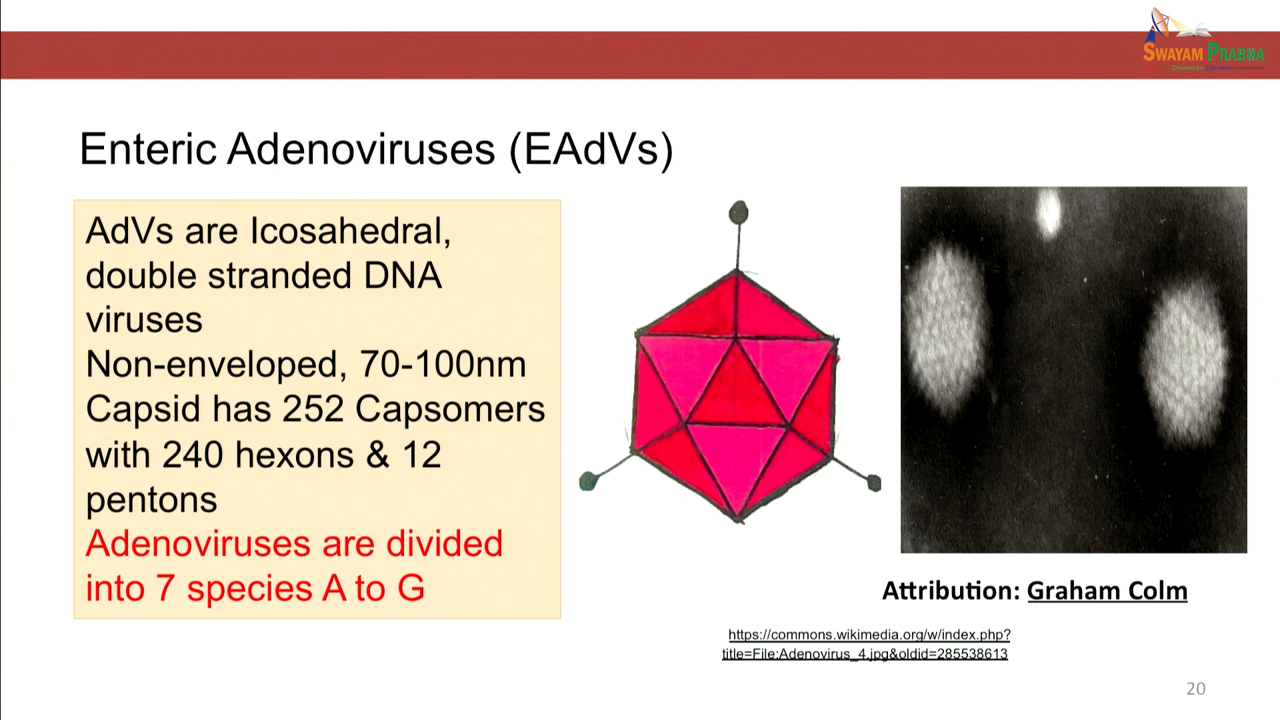 SWAYAM PRABHA
Enteric Adenoviruses (EAdVs)
AdVs are Icosahedral,
double stranded DNA
viruses
Non-enveloped, 70-100nm
Capsid has 252 Capsomers
with 240 hexons & 12
pentons
Adenoviruses are divided
into 7 species A to G
Attribution: Graham Colm
https://commons.wikimedia.org/w/index.php?
title=File:Adenovirus_4.jpg&oldid=285538613
20